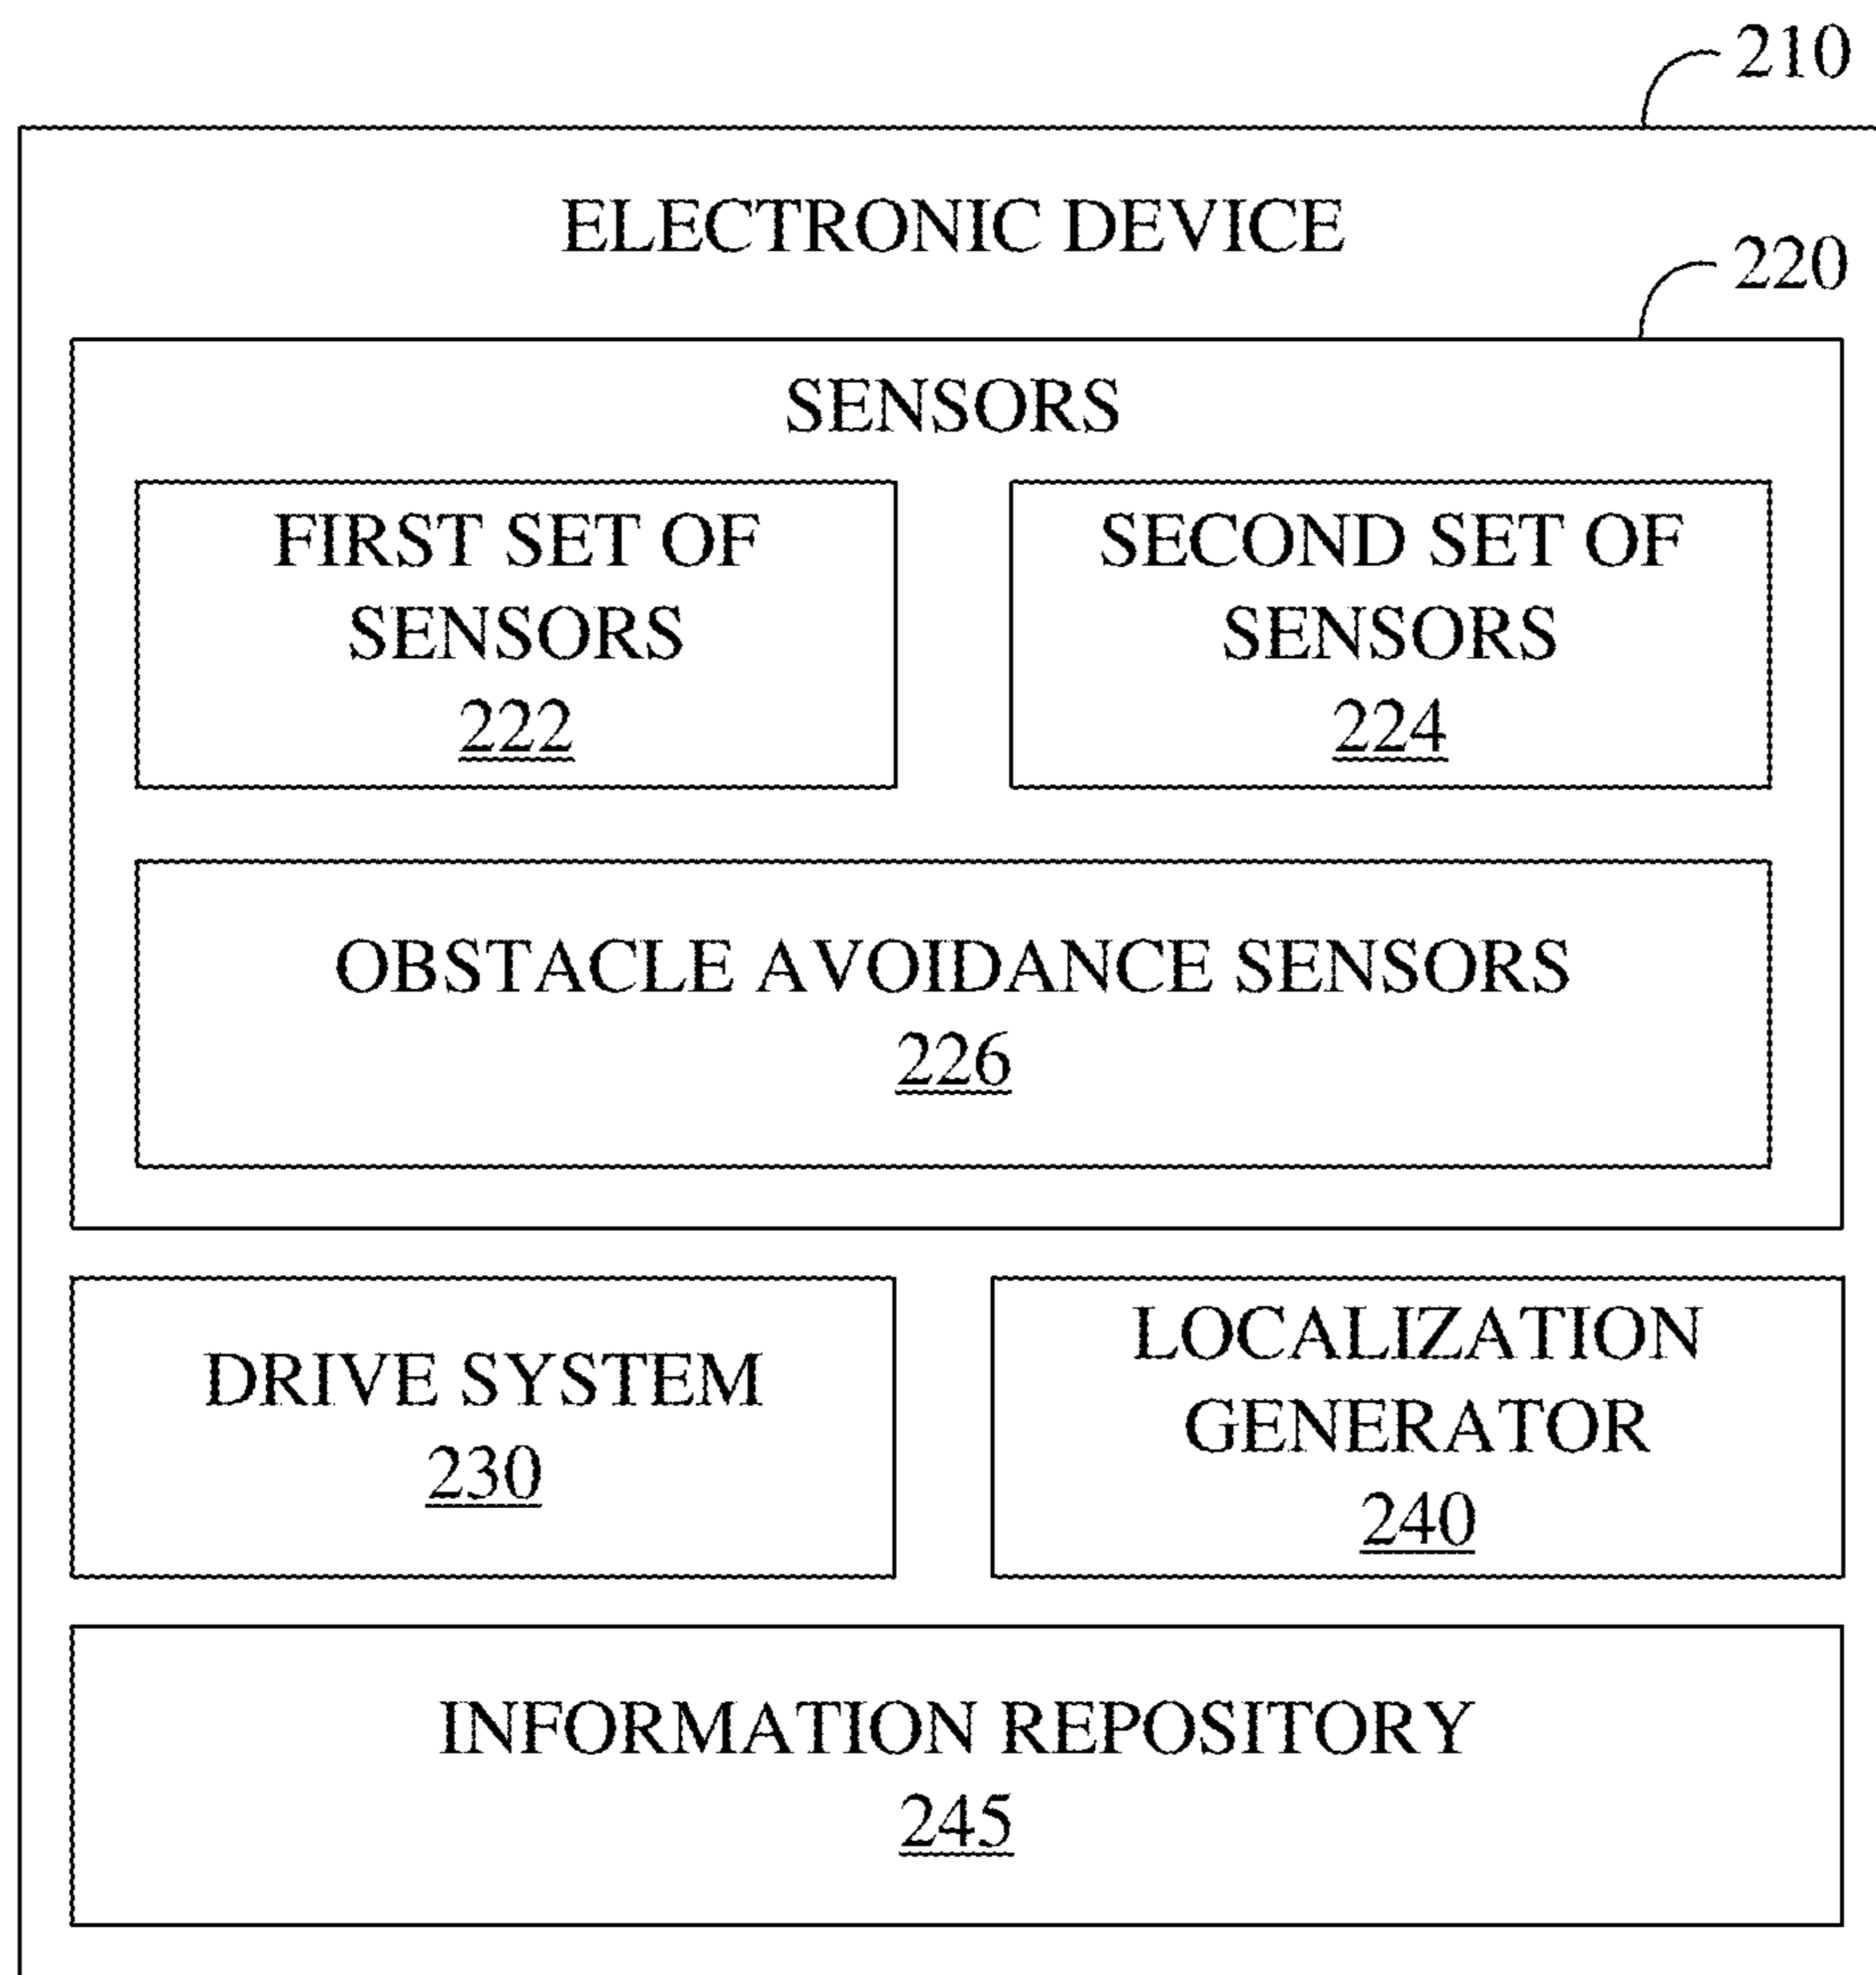 210
ELECTRONIC DEVICE
220
SENSORS
FIRST SET OF
SENSORS
222
SECOND SET OF
SENSORS
224
OBSTACLE AVOIDANCE SENSORS
226
DRIVE SYSTEM
230
LOCALIZATION
GENERATOR
240
INFORMATION REPOSITORY
245